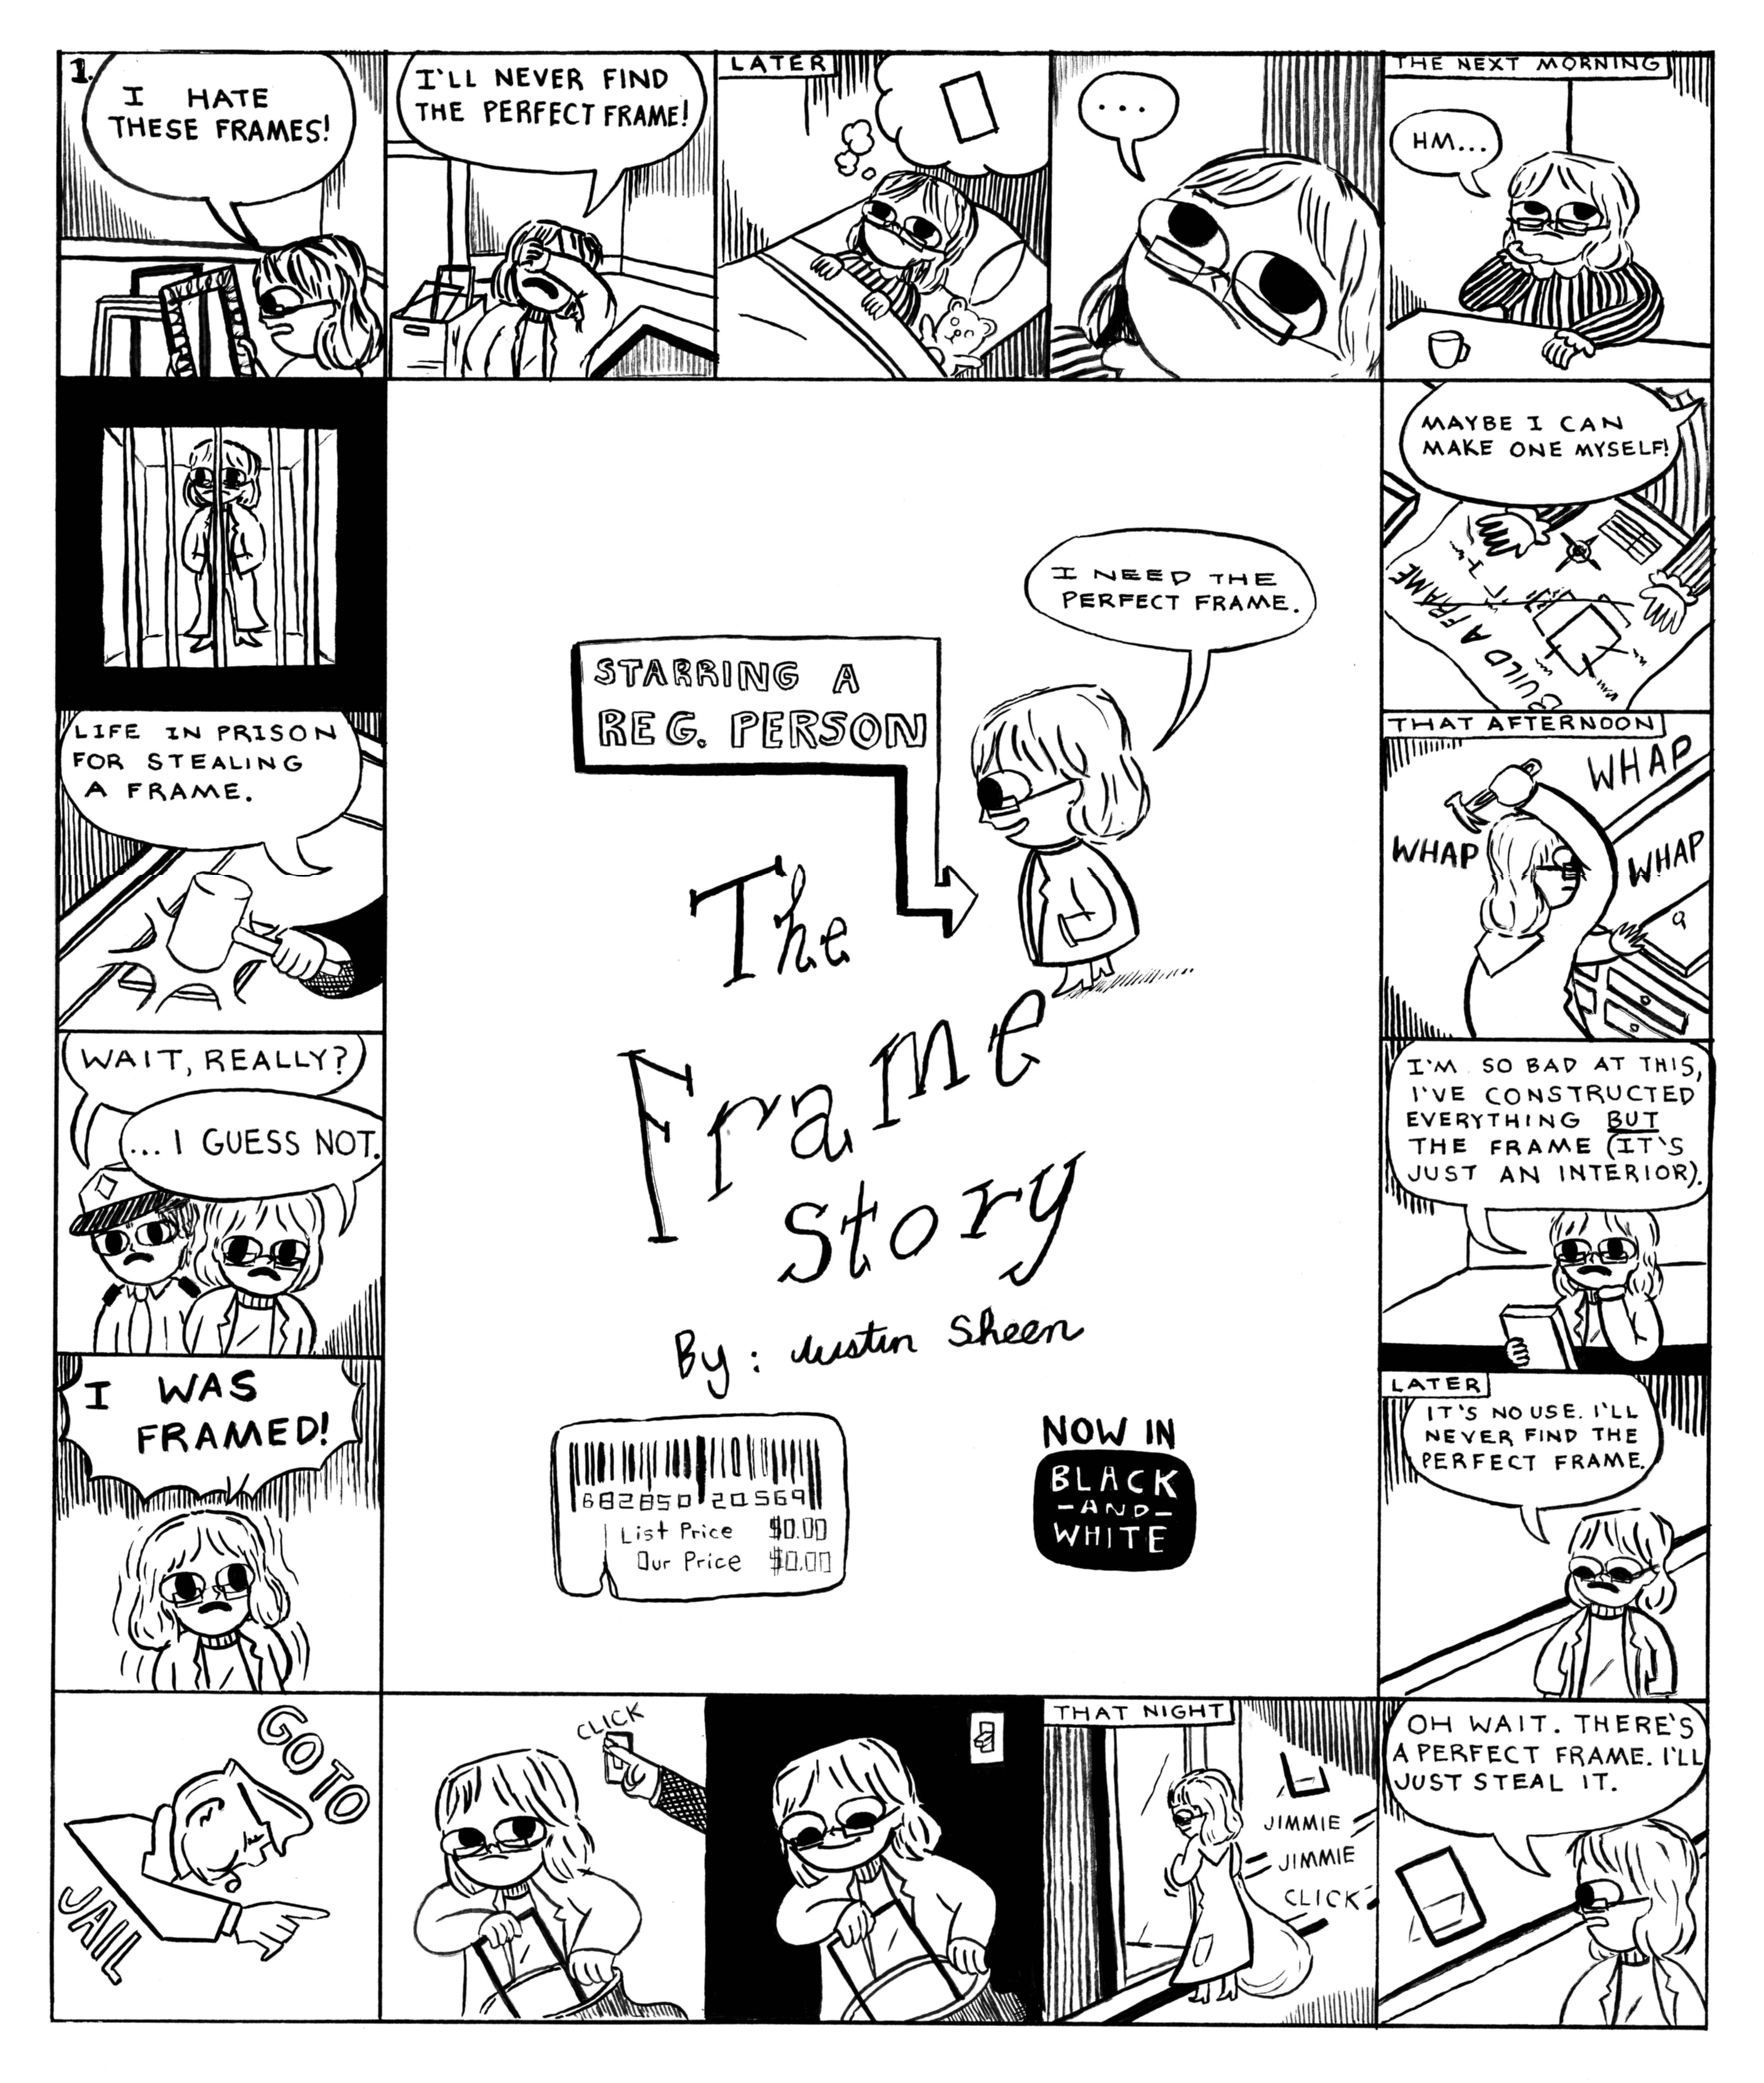 1.
I HATE
THESE FRAMES!
I'LL NEVER FIND
THE PERFECT FRAME!
LATER
...
THE NEXT MORNING
HM...
MAYBE I CAN
MAKE ONE MYSELF!
BUILD A FRAME
THAT AFTERNOON
WHAP
WHAP
WHAP
I'M SO BAD AT THIS,
I'VE CONSTRUCTED
EVERYTHING BUT
THE FRAME (IT'S
JUST AN INTERIOR).
LATER
IT'S NO USE. I'LL
NEVER FIND THE
PERFECT FRAME.
OH WAIT. THERE'S
A PERFECT FRAME. I'LL
JUST STEAL IT.
THAT NIGHT
JIMMIE
JIMMIE
CLICK
CLICK
GO TO
JAIL
I WAS
FRAMED!
WAIT, REALLY?
...I GUESS NOT.
LIFE IN PRISON
FOR STEALING
A FRAME.
I NEED THE
PERFECT FRAME.
STARRING A
REG. PERSON
The
Frame
Story
By: Austin Sheen
682850 20569
List Price $0.00
Our Price $0.00
NOW IN
BLACK
-AND-
WHITE